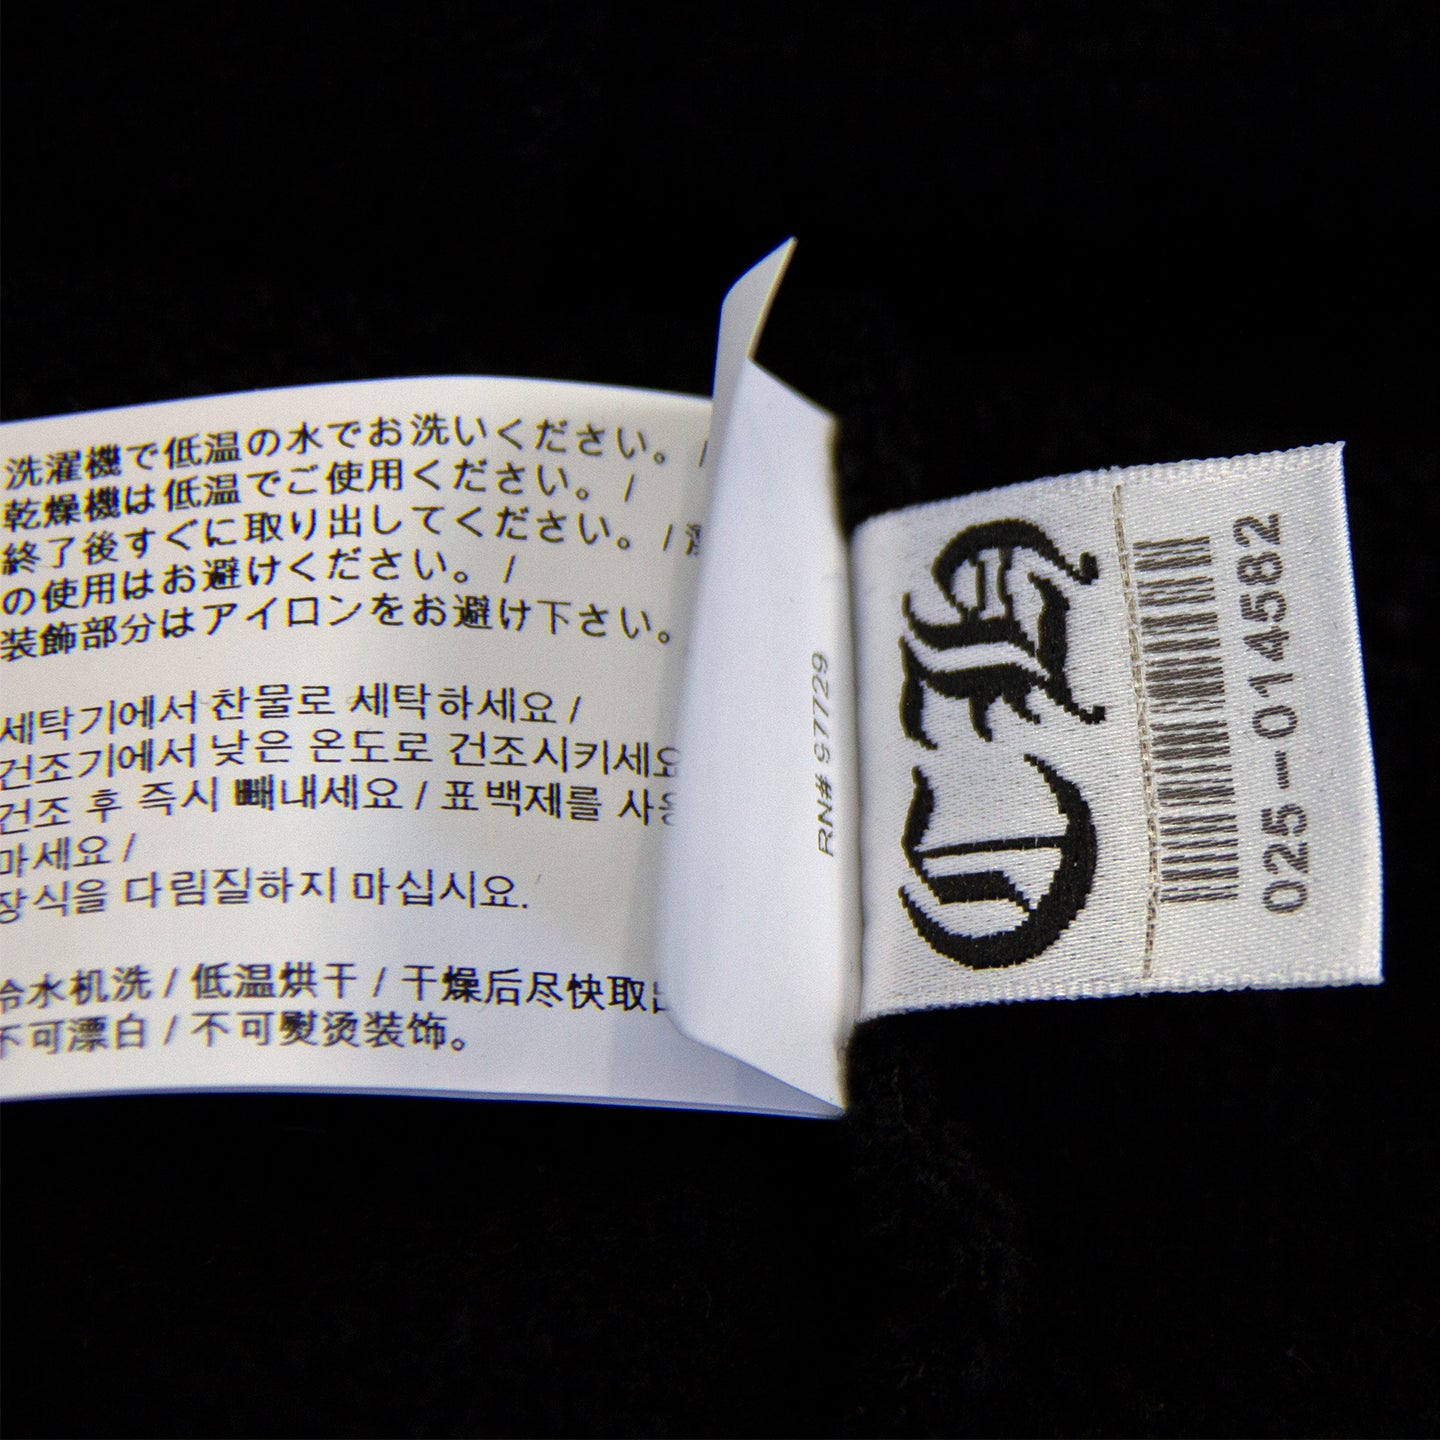 洗濯機で低温の水でお洗いください。 /
乾燥機は低温でご使用ください。 /
終了後すぐに取り出してください。 /
の使用はお避けください。 /
装飾部分はアイロンをお避け下さい。
세탁기에서 찬물로 세탁하세요 /
건조기에서 낮은 온도로 건조시키세요
건조 후 즉시 빼내세요 / 표백제를
마세요 /
장식을 다림질하지 마십시요.
冷水机洗 / 低温烘干 / 干燥后尽快取出
不可漂白 / 不可熨烫装饰。
RN# 97729
CH
025-014582